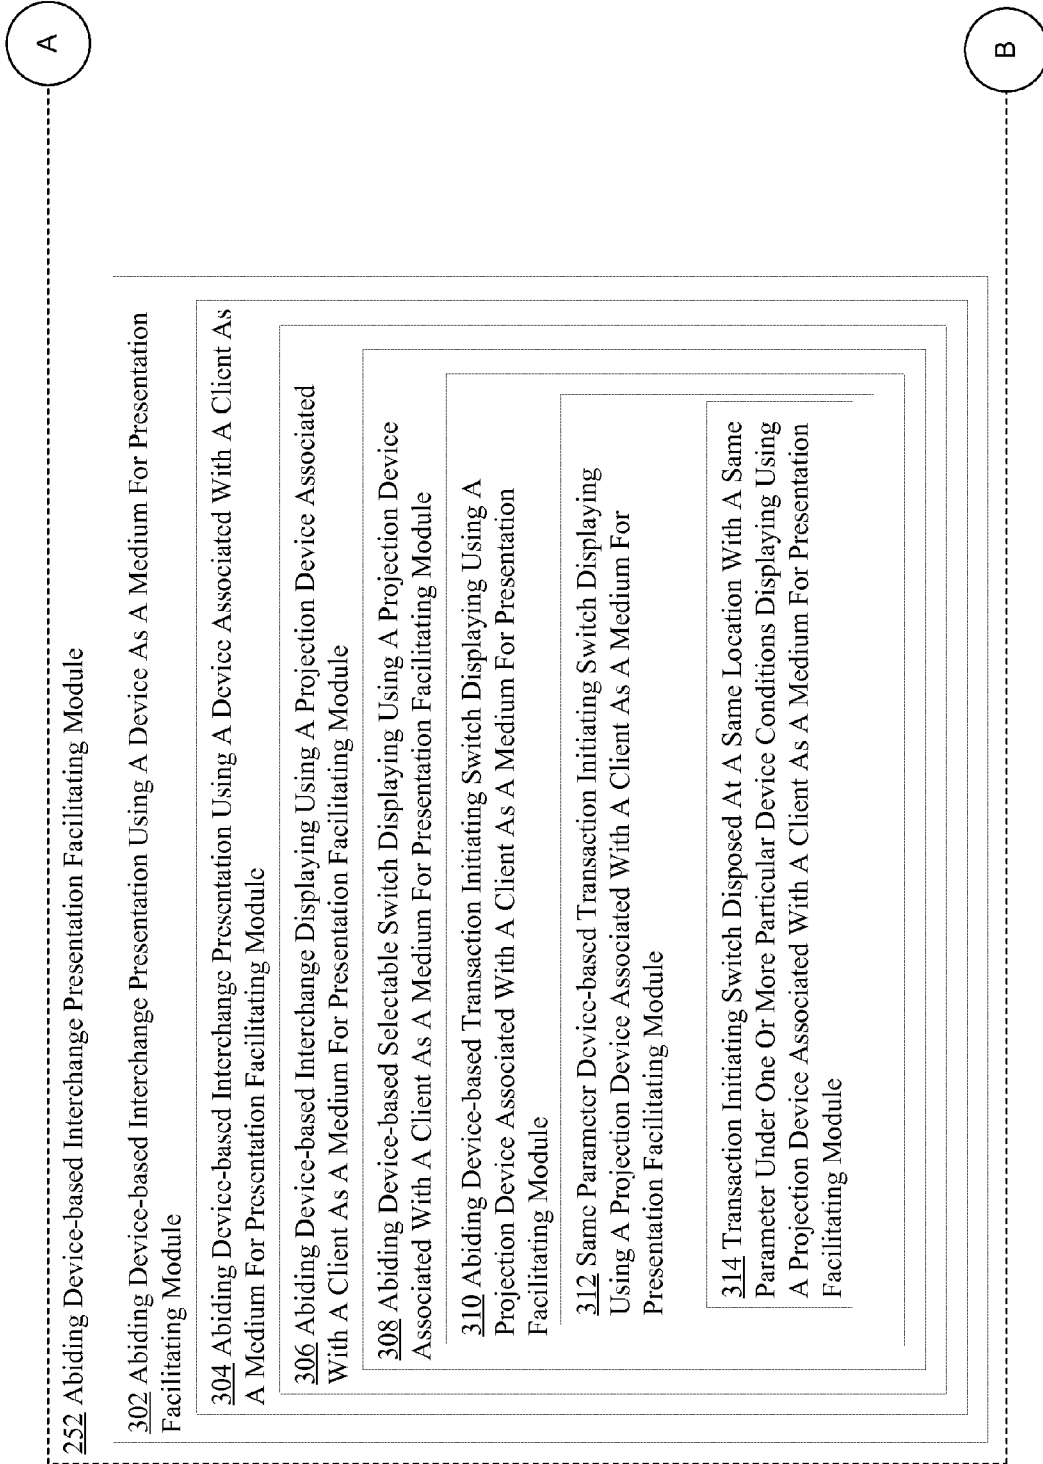 A
B
252 Abiding Device-based Interchange Presentation Facilitating Module
302 Abiding Device-based Interchange Presentation Using A Device As A Medium For Presentation
Facilitating Module
304 Abiding Device-based Interchange Presentation Using A Device Associated With A Client As
A Medium For Presentation Facilitating Module
306 Abiding Device-based Interchange Displaying Using A Projection Device Associated
With A Client As A Medium For Presentation Facilitating Module
308 Abiding Device-based Selectable Switch Displaying Using A Projection Device
Associated With A Client As A Medium For Presentation Facilitating Module
310 Abiding Device-based Transaction Initiating Switch Displaying Using A
Projection Device Associated With A Client As A Medium For Presentation
Facilitating Module
312 Same Parameter Device-based Transaction Initiating Switch Displaying
Using A Projection Device Associated With A Client As A Medium For
Presentation Facilitating Module
314 Transaction Initiating Switch Disposed At A Same Location With A Same
Parameter Under One Or More Particular Device Conditions Displaying Using
A Projection Device Associated With A Client As A Medium For Presentation
Facilitating Module